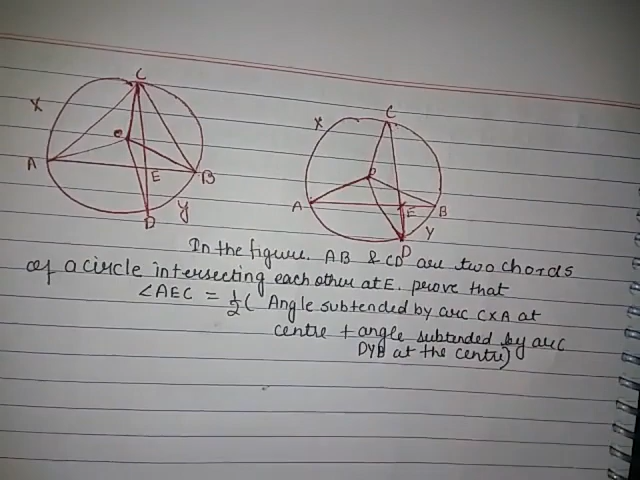 C
X
O
A
E
B
D
y
C
X
O
A
E
B
D
Y
In the figure. AB & CD are two chords
of a circle intersecting each other at E. prove that
∠AEC = 1/2 ( Angle subtended by arc CXA at
centre + angle subtended by arc
DYB at the centre)